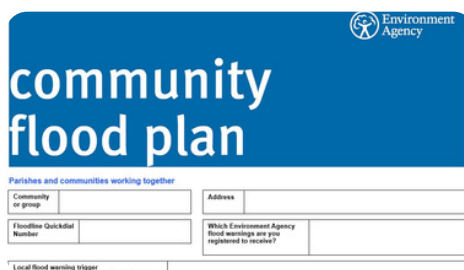 Environment
Agency
community
flood plan
Parishes and communities working together
Community
or group
Address
Floodline Quickdial
Number
Which Environment Agency
flood warnings are you
registered to receive?
Local flood warning trigger